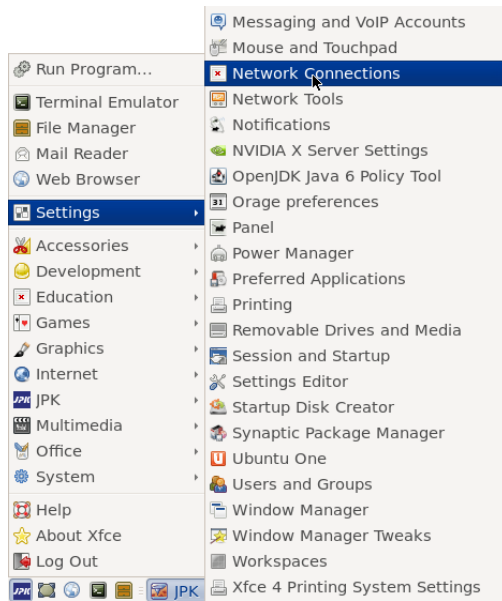 Run Program...
Terminal Emulator
File Manager
Mail Reader
Web Browser
Settings
Accessories
Development
Education
Games
Graphics
Internet
JPK
Multimedia
Office
System
Help
About Xfce
Log Out
JPK
JPK
Messaging and VoIP Accounts
Mouse and Touchpad
Network Connections
Network Tools
Notifications
NVIDIA X Server Settings
OpenJDK Java 6 Policy Tool
31
Orage preferences
Panel
Power Manager
Preferred Applications
Printing
Removable Drives and Media
Session and Startup
Settings Editor
Startup Disk Creator
Synaptic Package Manager
Ubuntu One
Users and Groups
Window Manager
Window Manager Tweaks
Workspaces
Xfce 4 Printing System Settings